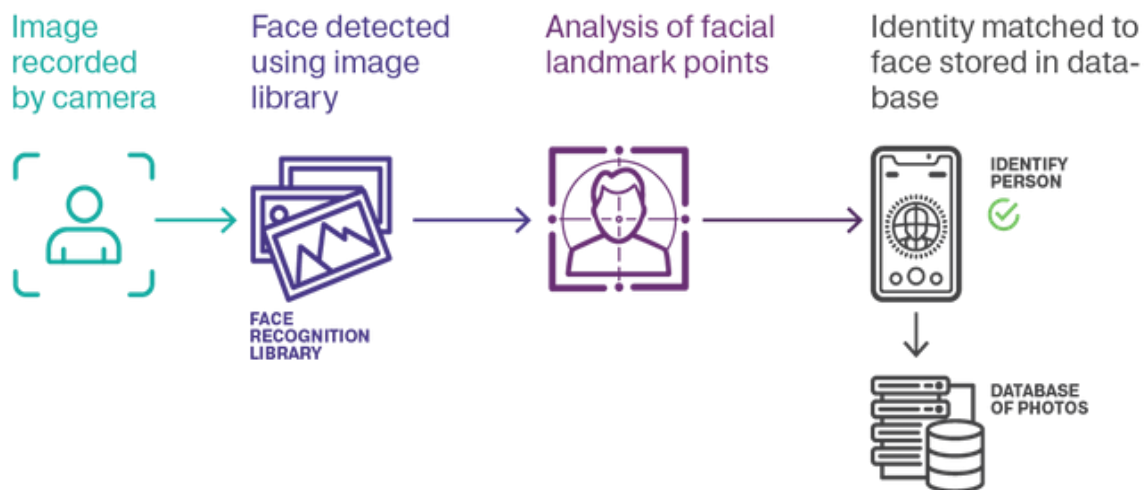 Image
recorded
by camera
Face detected
using image
library
Analysis of facial
landmark points
Identity matched to
face stored in data-
base
FACE
RECOGNITION
LIBRARY
IDENTIFY
PERSON
DATABASE
OF PHOTOS